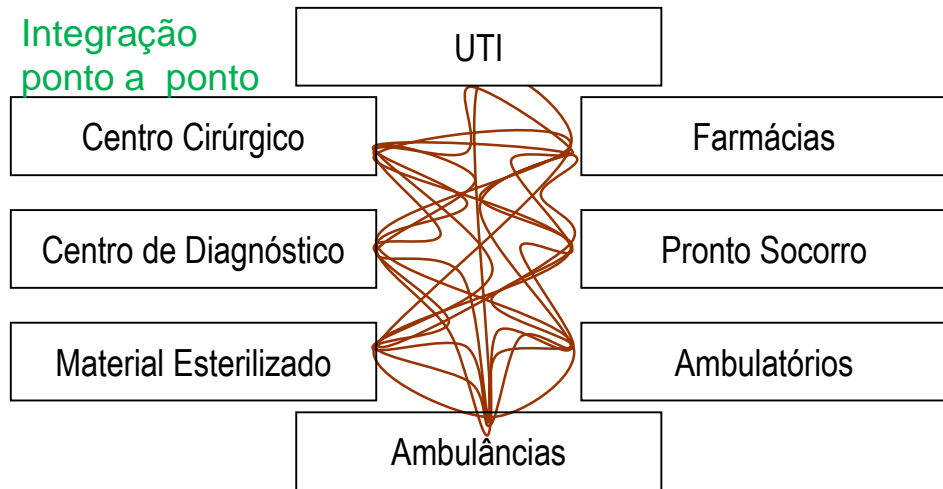 Integração
ponto a ponto
UTI
Centro Cirúrgico
Farmácias
Centro de Diagnóstico
Pronto Socorro
Material Esterilizado
Ambulatórios
Ambulâncias